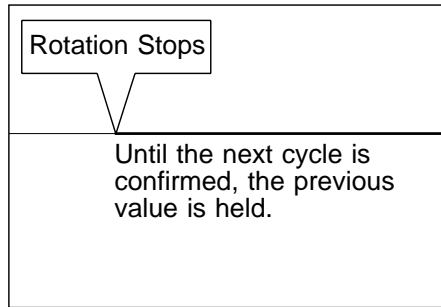 Rotation Stops
Until the next cycle is
confirmed, the previous
value is held.